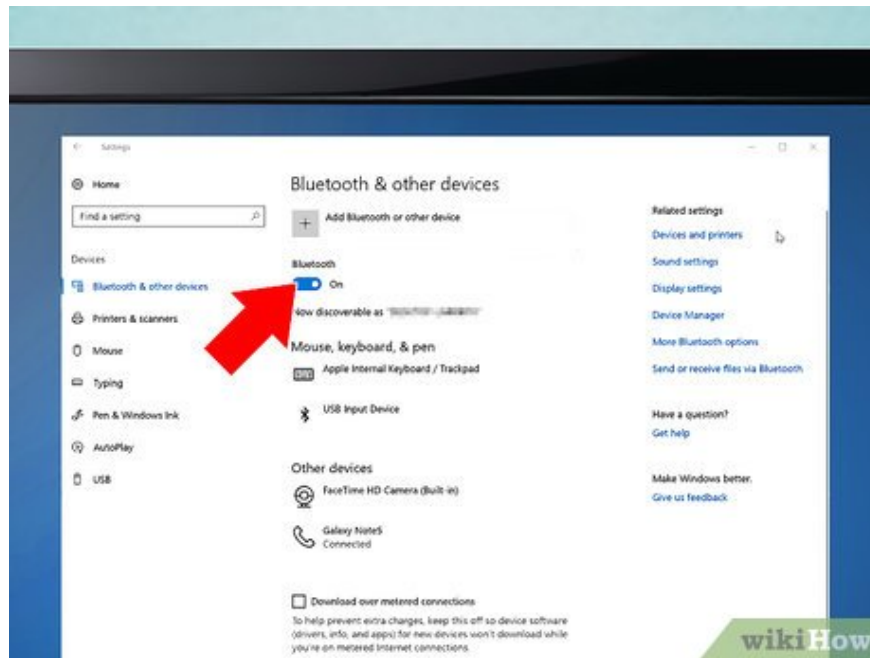 Settings
Home
Find a setting
Devices
Bluetooth & other devices
Printers & scanners
Mouse
Typing
Pen & Windows Ink
AutoPlay
USB
Bluetooth & other devices
Add Bluetooth or other device
Bluetooth
On
Now discoverable as
Mouse, keyboard, & pen
Apple Internal Keyboard / Trackpad
USB Input Device
Other devices
FaceTime HD Camera (Built-in)
Galaxy Note5
Connected
Download over metered connections
To help prevent extra charges, keep this off so device software
(drivers, info, and apps) for new devices won't download while
you're on metered Internet connections.
Related settings
Devices and printers
Sound settings
Display settings
Device Manager
More Bluetooth options
Send or receive files via Bluetooth
Have a question?
Get help
Make Windows better.
Give us feedback
wikiHow